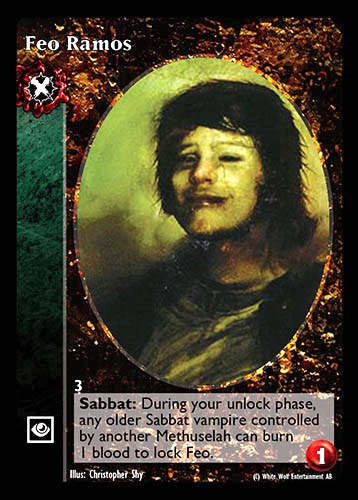 Feo Ramos
3
Sabbat: During your unlock phase,
any older Sabbat vampire controlled
by another Methuselah can burn
1 blood to lock Feo.
1
Illus: Christopher Shy
(C) White Wolf Entertainment AB